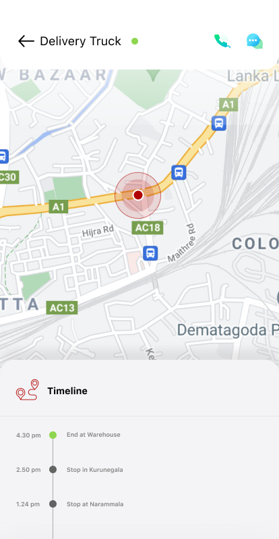 Delivery Truck
W BAZAAR
Lanka L
A1
C30
A1
Hijra Rd
AC18
Maithree Rd
COLO
TTA
AC13
Dematagoda P
Ke
Timeline
4.30 pm End at Warehouse
2.50 pm Stop in Kurunegala
1.24 pm Stop at Narammala